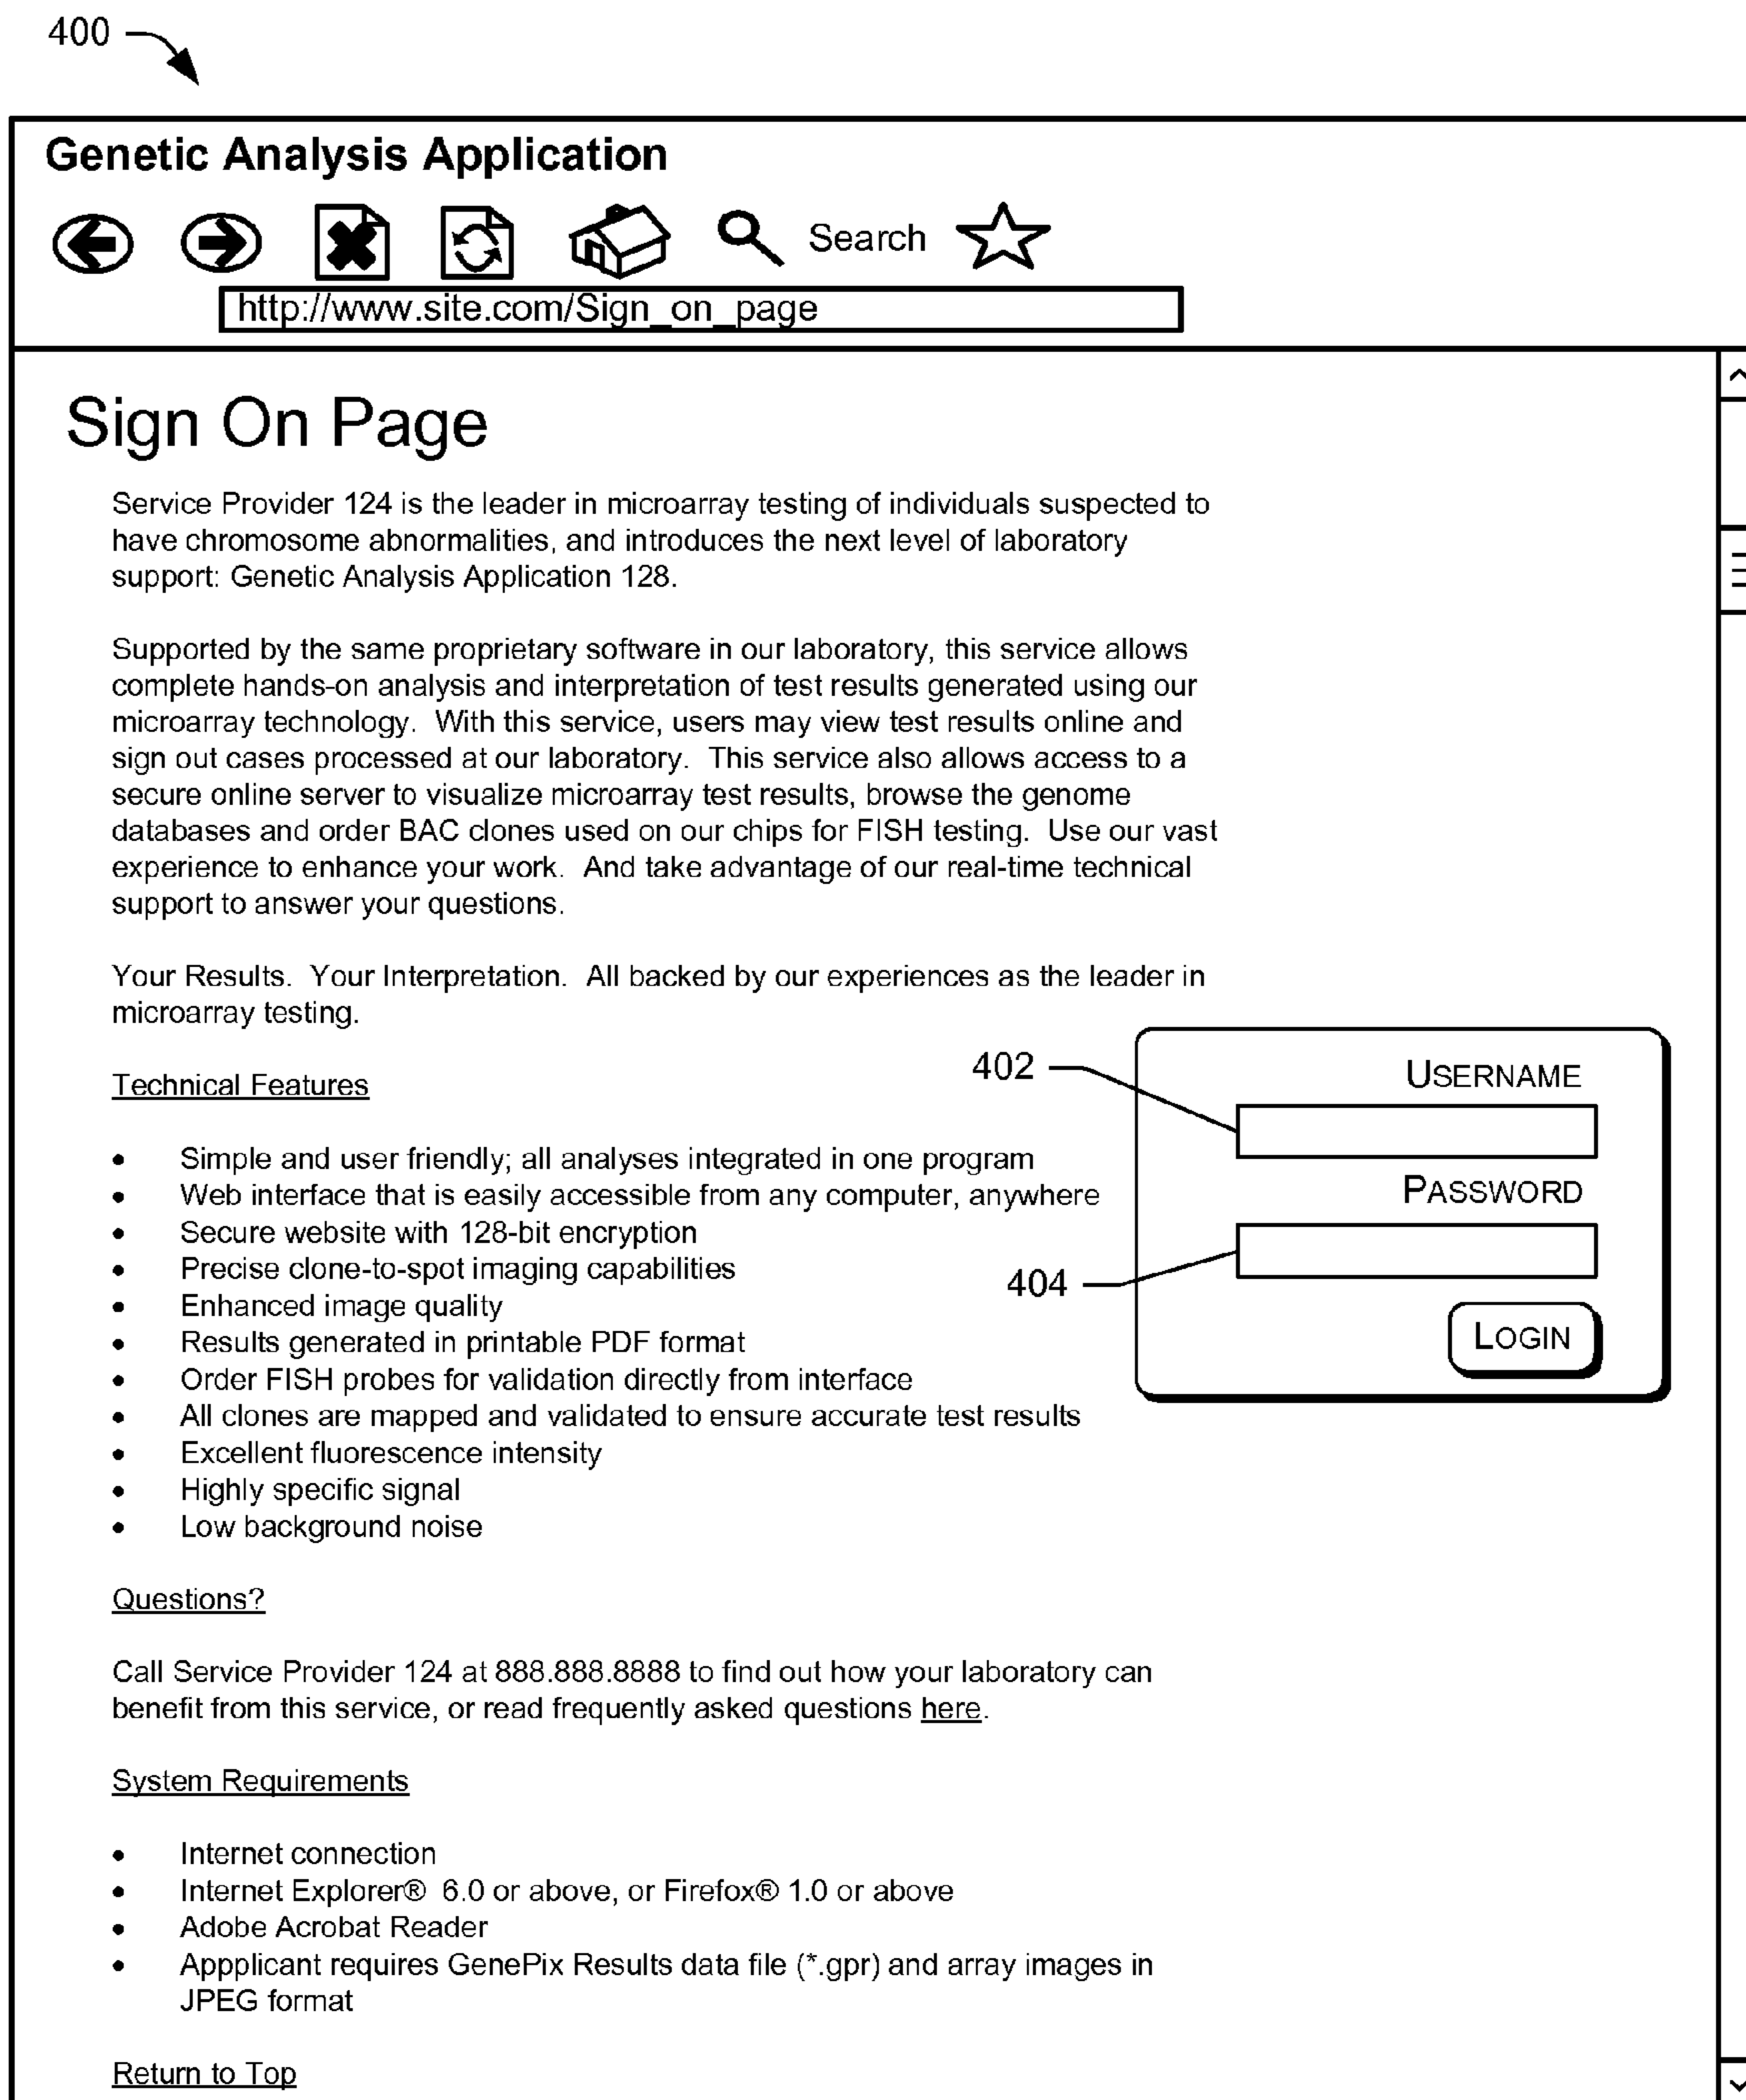 400
Genetic Analysis Application
Search
http://www.site.com/Sign_on_page
Sign On Page
Service Provider 124 is the leader in microarray testing of individuals suspected to
have chromosome abnormalities, and introduces the next level of laboratory
support: Genetic Analysis Application 128.
Supported by the same proprietary software in our laboratory, this service allows
complete hands-on analysis and interpretation of test results generated using our
microarray technology. With this service, users may view test results online and
sign out cases processed at our laboratory. This service also allows access to a
secure online server to visualize microarray test results, browse the genome
databases and order BAC clones used on our chips for FISH testing. Use our vast
experience to enhance your work. And take advantage of our real-time technical
support to answer your questions.
Your Results. Your Interpretation. All backed by our experiences as the leader in
microarray testing.
Technical Features
• Simple and user friendly; all analyses integrated in one program
• Web interface that is easily accessible from any computer, anywhere
• Secure website with 128-bit encryption
• Precise clone-to-spot imaging capabilities
• Enhanced image quality
• Results generated in printable PDF format
• Order FISH probes for validation directly from interface
• All clones are mapped and validated to ensure accurate test results
• Excellent fluorescence intensity
• Highly specific signal
• Low background noise
402
USERNAME
PASSWORD
404
LOGIN
Questions?
Call Service Provider 124 at 888.888.8888 to find out how your laboratory can
benefit from this service, or read frequently asked questions here.
System Requirements
• Internet connection
• Internet Explorer® 6.0 or above, or Firefox® 1.0 or above
• Adobe Acrobat Reader
• Appplicant requires GenePix Results data file (*.gpr) and array images in
JPEG format
Return to Top